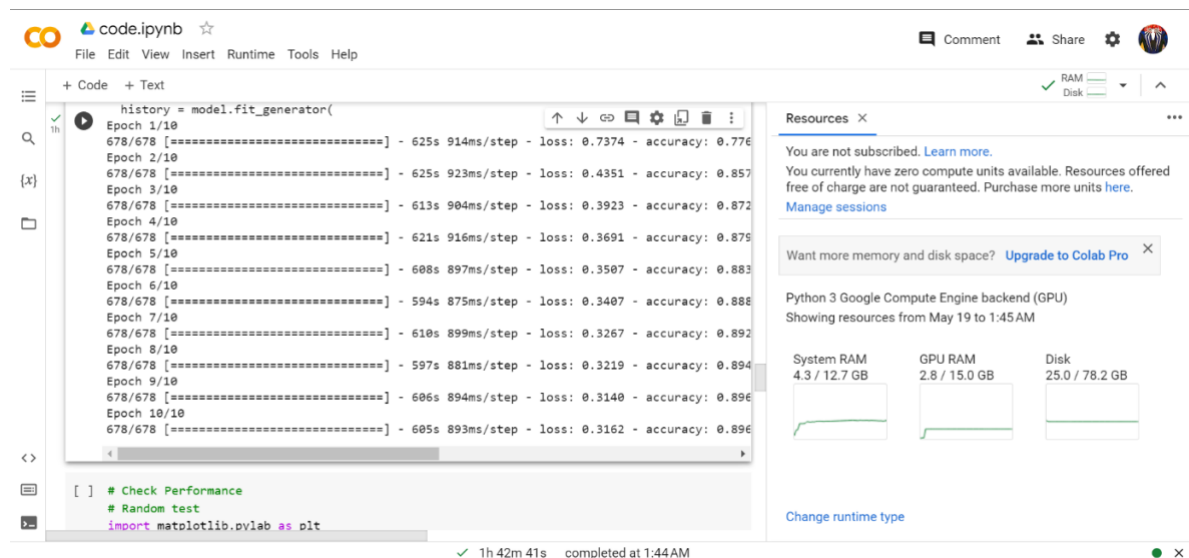 code.ipynb
File Edit View Insert Runtime Tools Help
Comment
Share
+ Code + Text
RAM
Disk
1h
history = model.fit_generator(
Epoch 1/10
678/678 [==============================] - 625s 914ms/step - loss: 0.7374 - accuracy: 0.776
Epoch 2/10
678/678 [==============================] - 625s 923ms/step - loss: 0.4351 - accuracy: 0.857
Epoch 3/10
678/678 [==============================] - 613s 904ms/step - loss: 0.3923 - accuracy: 0.872
Epoch 4/10
678/678 [==============================] - 621s 916ms/step - loss: 0.3691 - accuracy: 0.879
Epoch 5/10
678/678 [==============================] - 608s 897ms/step - loss: 0.3507 - accuracy: 0.883
Epoch 6/10
678/678 [==============================] - 594s 875ms/step - loss: 0.3407 - accuracy: 0.888
Epoch 7/10
678/678 [==============================] - 610s 899ms/step - loss: 0.3267 - accuracy: 0.892
Epoch 8/10
678/678 [==============================] - 597s 881ms/step - loss: 0.3219 - accuracy: 0.894
Epoch 9/10
678/678 [==============================] - 606s 894ms/step - loss: 0.3140 - accuracy: 0.896
Epoch 10/10
678/678 [==============================] - 605s 893ms/step - loss: 0.3162 - accuracy: 0.896
[ ] # Check Performance
# Random test
import matplotlib.pylab as plt
Resources
You are not subscribed. Learn more.
You currently have zero compute units available. Resources offered
free of charge are not guaranteed. Purchase more units here.
Manage sessions
Want more memory and disk space? Upgrade to Colab Pro
Python 3 Google Compute Engine backend (GPU)
Showing resources from May 19 to 1:45 AM
System RAM
4.3 / 12.7 GB
GPU RAM
2.8 / 15.0 GB
Disk
25.0 / 78.2 GB
Change runtime type
1h 42m 41s completed at 1:44 AM